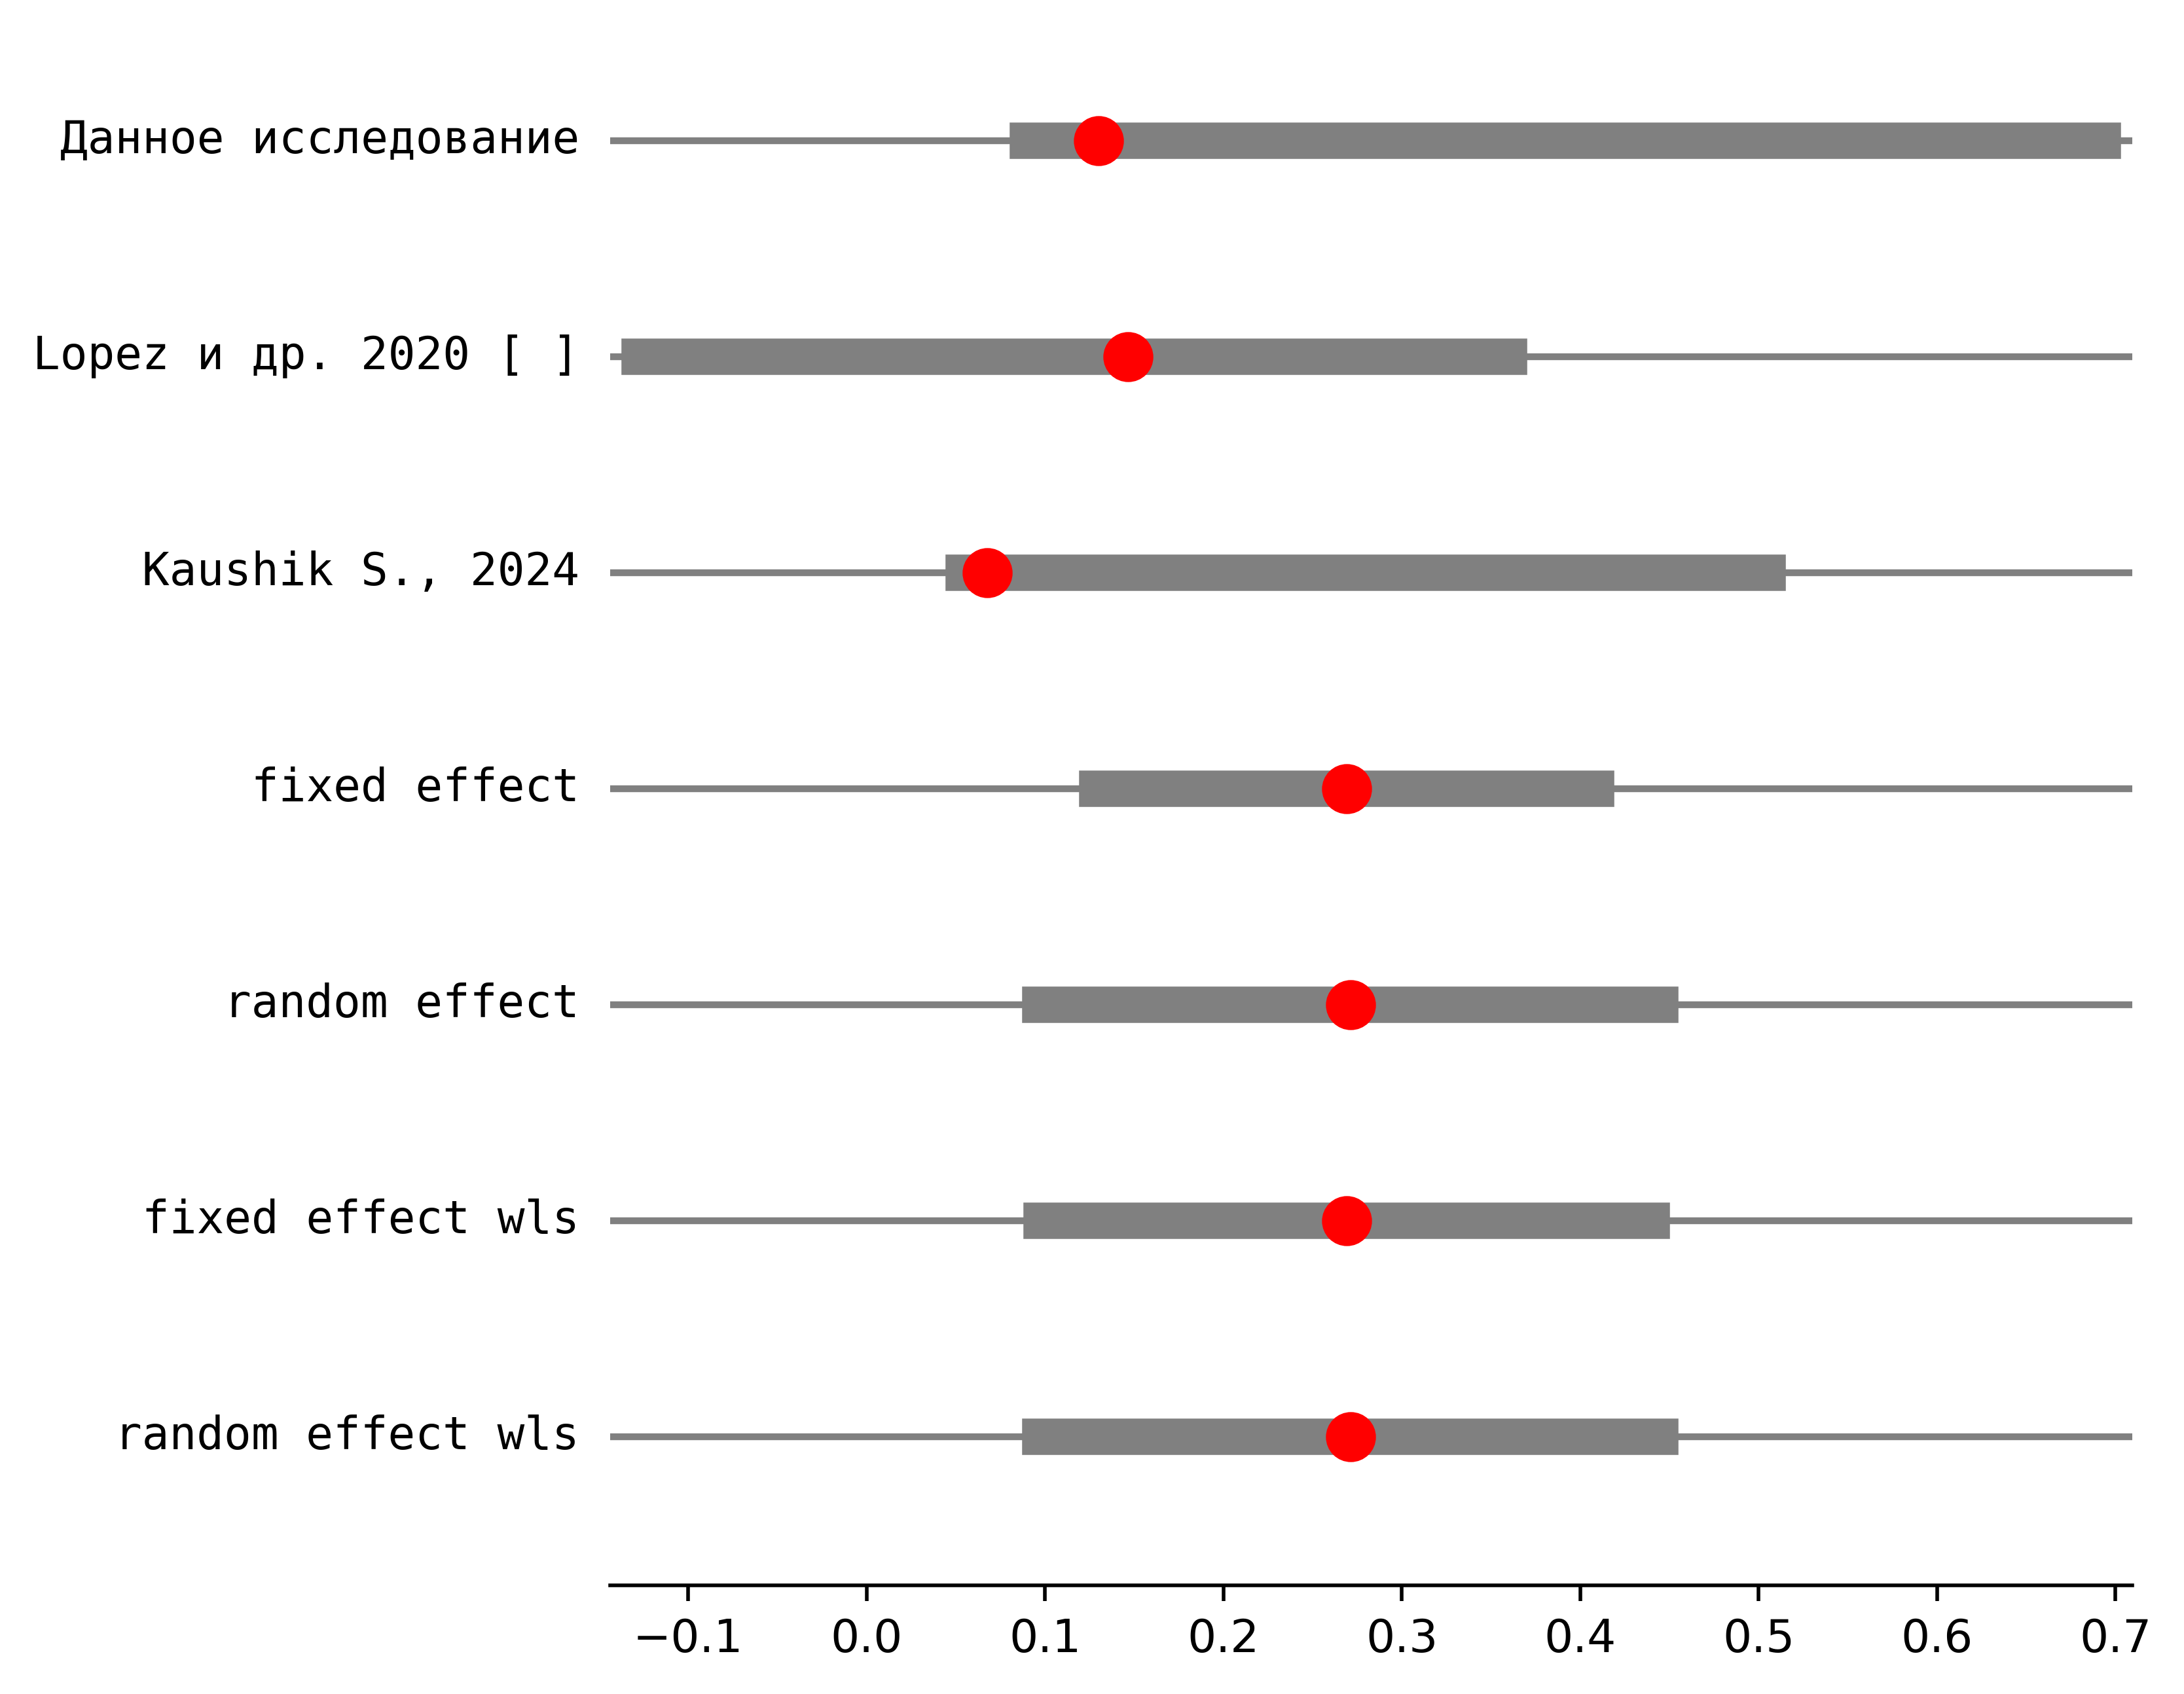 Данное исследование
Lopez и др. 2020 [ ]
Kaushik S., 2024
fixed effect
random effect
fixed effect wls
random effect wls
−0.1 0.0 0.1 0.2 0.3 0.4 0.5 0.6 0.7